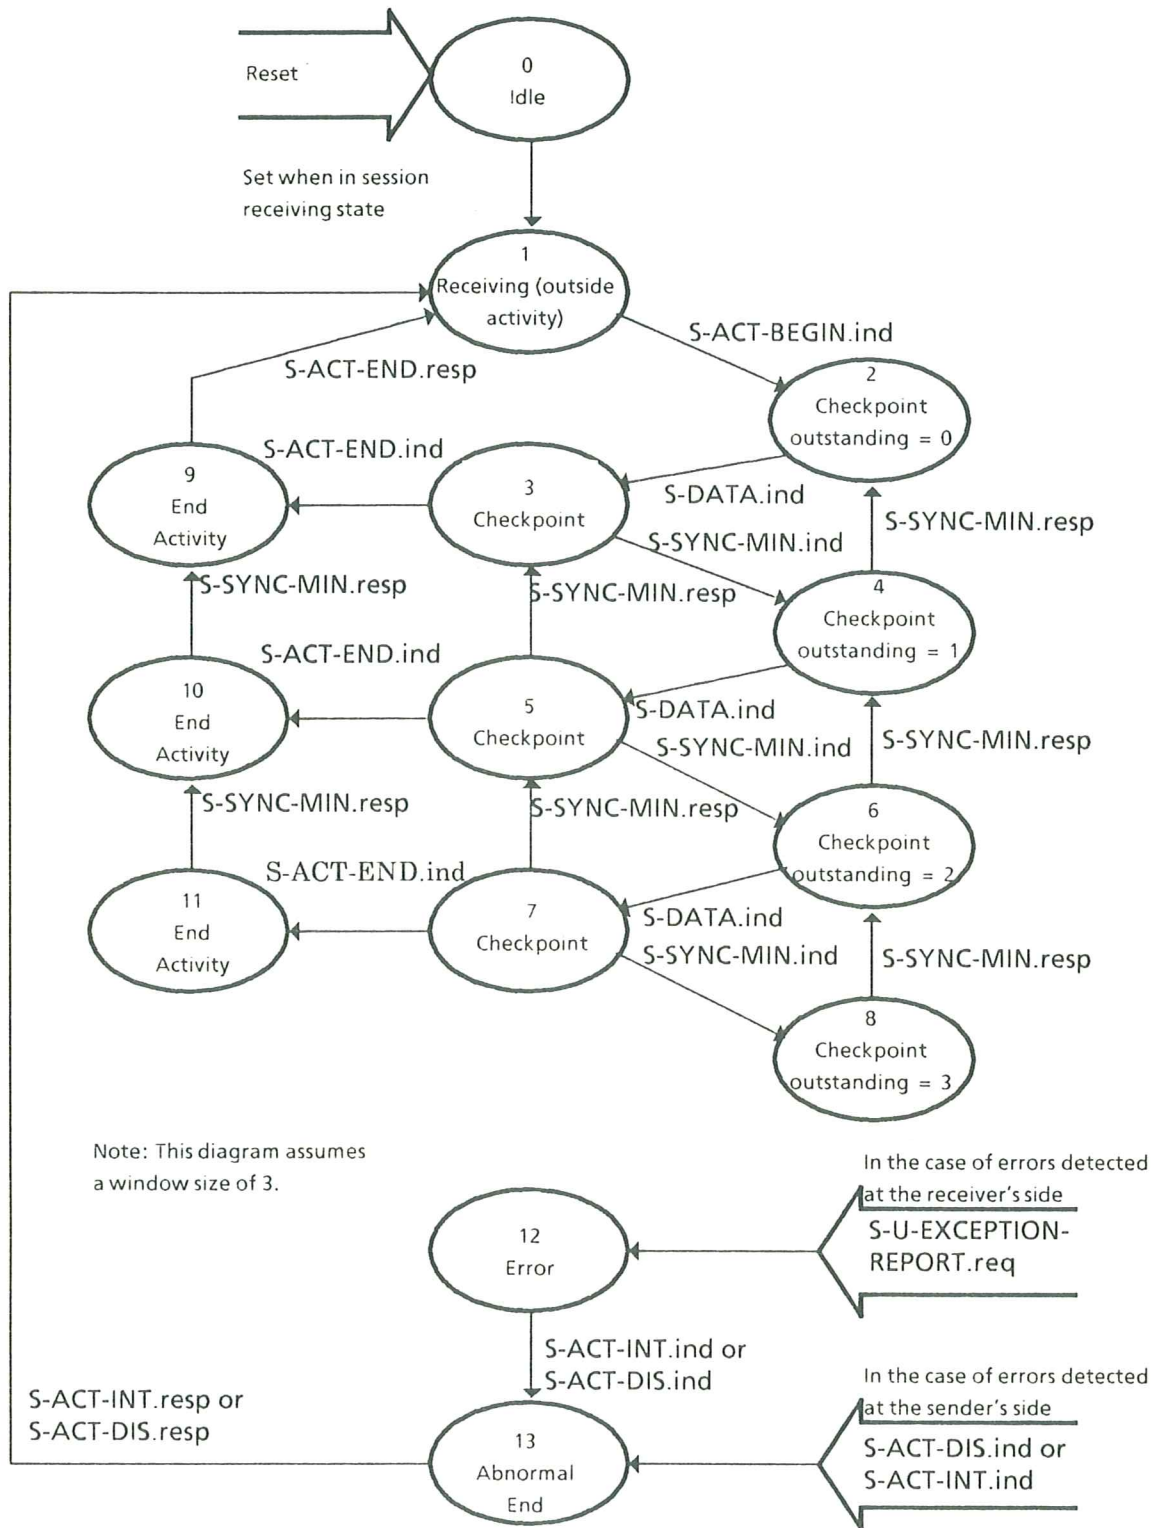 0
Reset
Idle
Set when in session
receiving state
1
Receiving (outside
activity)
S-ACT-BEGIN.ind
S-ACT-END.resp
2
Checkpoint
outstanding = 0
S-ACT-END.ind
9
End
Activity
3
Checkpoint
S-DATA.ind
S-SYNC-MIN.resp
S-SYNC-MIN.ind
S-SYNC-MIN.resp
S-SYNC-MIN.resp
4
Checkpoint
outstanding = 1
S-ACT-END.ind
10
End
Activity
5
Checkpoint
S-DATA.ind
S-SYNC-MIN.ind
S-SYNC-MIN.resp
S-SYNC-MIN.resp
S-SYNC-MIN.resp
6
Checkpoint
outstanding = 2
S-ACT-END.ind
11
End
Activity
7
Checkpoint
S-DATA.ind
S-SYNC-MIN.ind
S-SYNC-MIN.resp
8
Checkpoint
outstanding = 3
Note: This diagram assumes
a window size of 3.
In the case of errors detected
at the receiver's side
S-U-EXCEPTION-
REPORT.req
12
Error
S-ACT-INT.ind or
S-ACT-DIS.ind
In the case of errors detected
at the sender's side
S-ACT-DIS.ind or
S-ACT-INT.ind
S-ACT-INT.resp or
S-ACT-DIS.resp
13
Abnormal
End